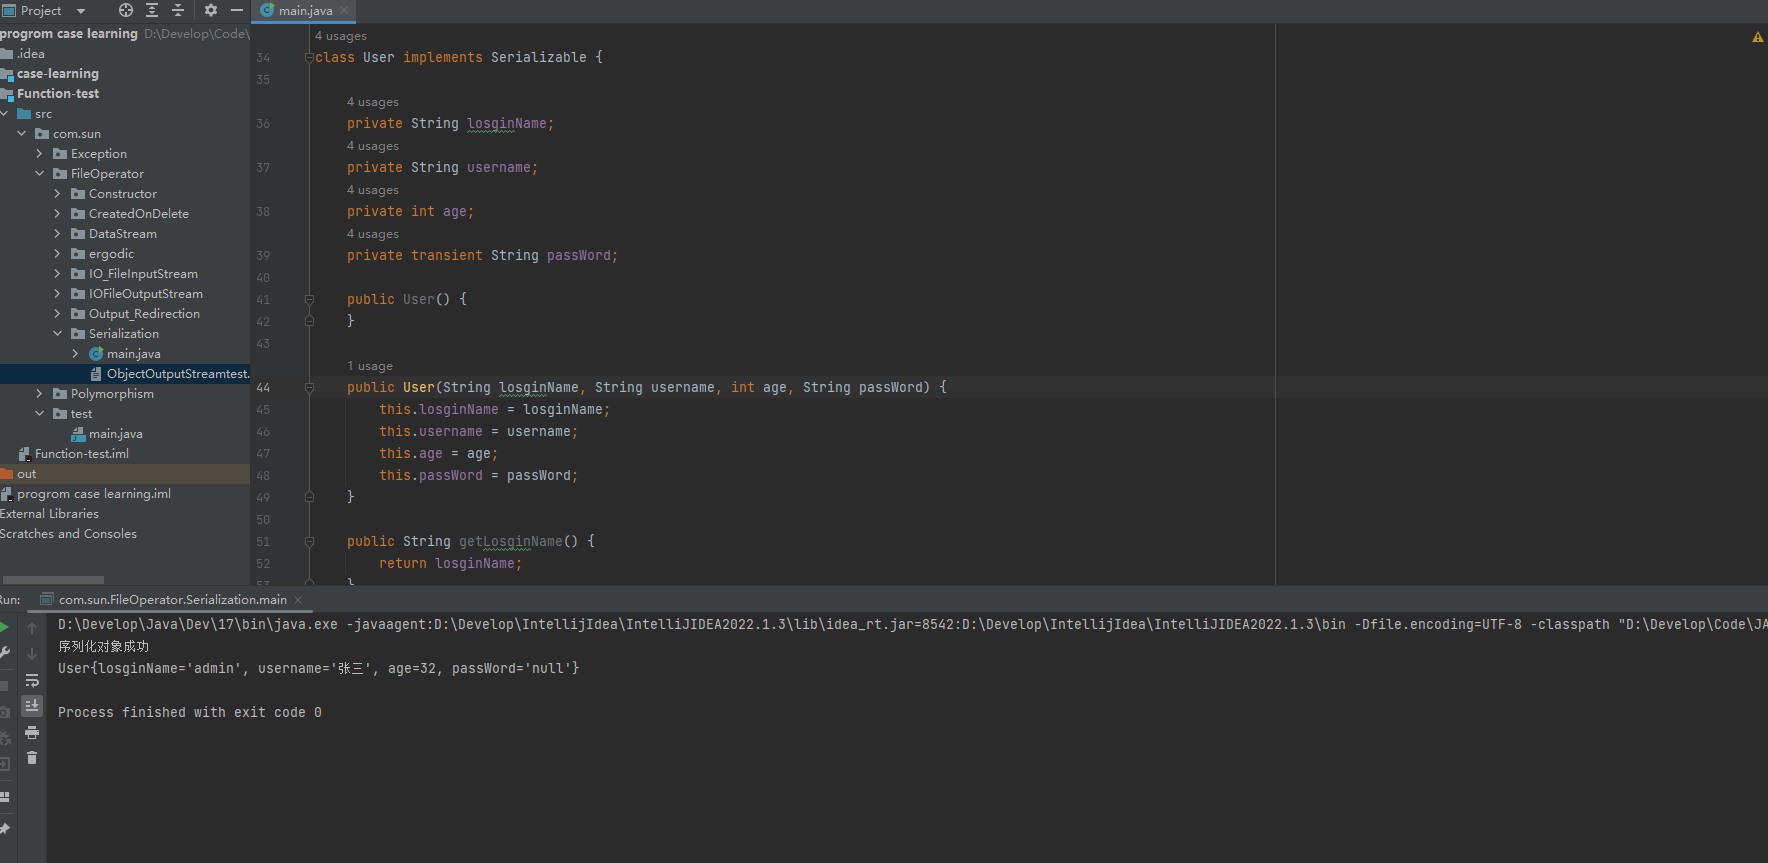 Project
main.java
progrom case learning D:\Develop\Code\
.idea
case-learning
Function-test
src
com.sun
Exception
FileOperator
Constructor
CreatedOnDelete
DataStream
ergodic
IO_FileInputStream
IOFileOutputStream
Output_Redirection
Serialization
main.java
ObjectOutputStreamtest.
Polymorphism
test
main.java
Function-test.iml
out
progrom case learning.iml
External Libraries
Scratches and Consoles
4 usages
34 class User implements Serializable {
35
4 usages
36 private String losginName;
4 usages
37 private String username;
4 usages
38 private int age;
4 usages
39 private transient String passWord;
40
41 public User() {
42 }
43
1 usage
44 public User(String losginName, String username, int age, String passWord) {
45 this.losginName = losginName;
46 this.username = username;
47 this.age = age;
48 this.passWord = passWord;
49 }
50
51 public String getLosginName() {
52 return losginName;
53 }
Run: com.sun.FileOperator.Serialization.main
D:\Develop\Java\Dev\17\bin\java.exe -javaagent:D:\Develop\IntellijIdea\IntelliJIDEA2022.1.3\lib\idea_rt.jar=8542:D:\Develop\IntellijIdea\IntelliJIDEA2022.1.3\bin -Dfile.encoding=UTF-8 -classpath "D:\Develop\Code\JA
序列化对象成功
User{losginName='admin', username='张三', age=32, passWord='null'}
Process finished with exit code 0